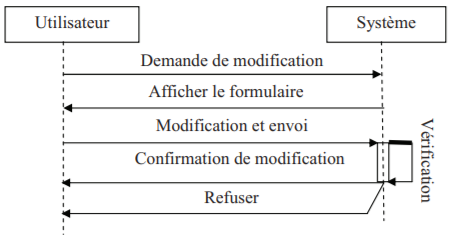 Utilisateur
Système
Demande de modification
Afficher le formulaire
Modification et envoi
Vérification
Confirmation de modification
Refuser